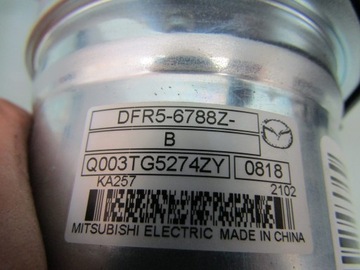 DFR5-6788Z-
B
Q003TG5274ZY 0818
KA257 2102
MITSUBISHI ELECTRIC MADE IN CHINA